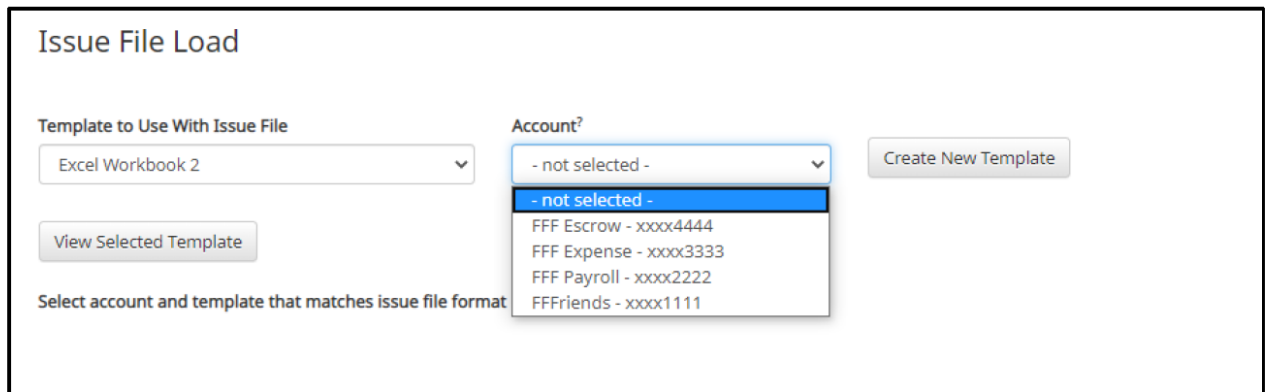 Issue File Load
Template to Use With Issue File
Account?
Excel Workbook 2
- not selected -
Create New Template
- not selected -
FFF Escrow - xxxx4444
View Selected Template
FFF Expense - xxxx3333
FFF Payroll - xxxx2222
Select account and template that matches issue file format
FFFriends - xxxx1111